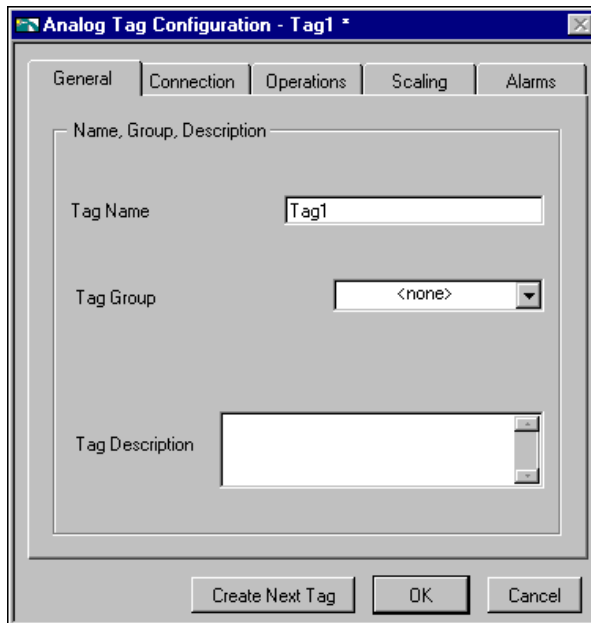 Analog Tag Configuration - Tag1 *
General Connection Operations Scaling Alarms
Name, Group, Description
Tag Name Tag1
Tag Group <none>
Tag Description
Create Next Tag OK Cancel